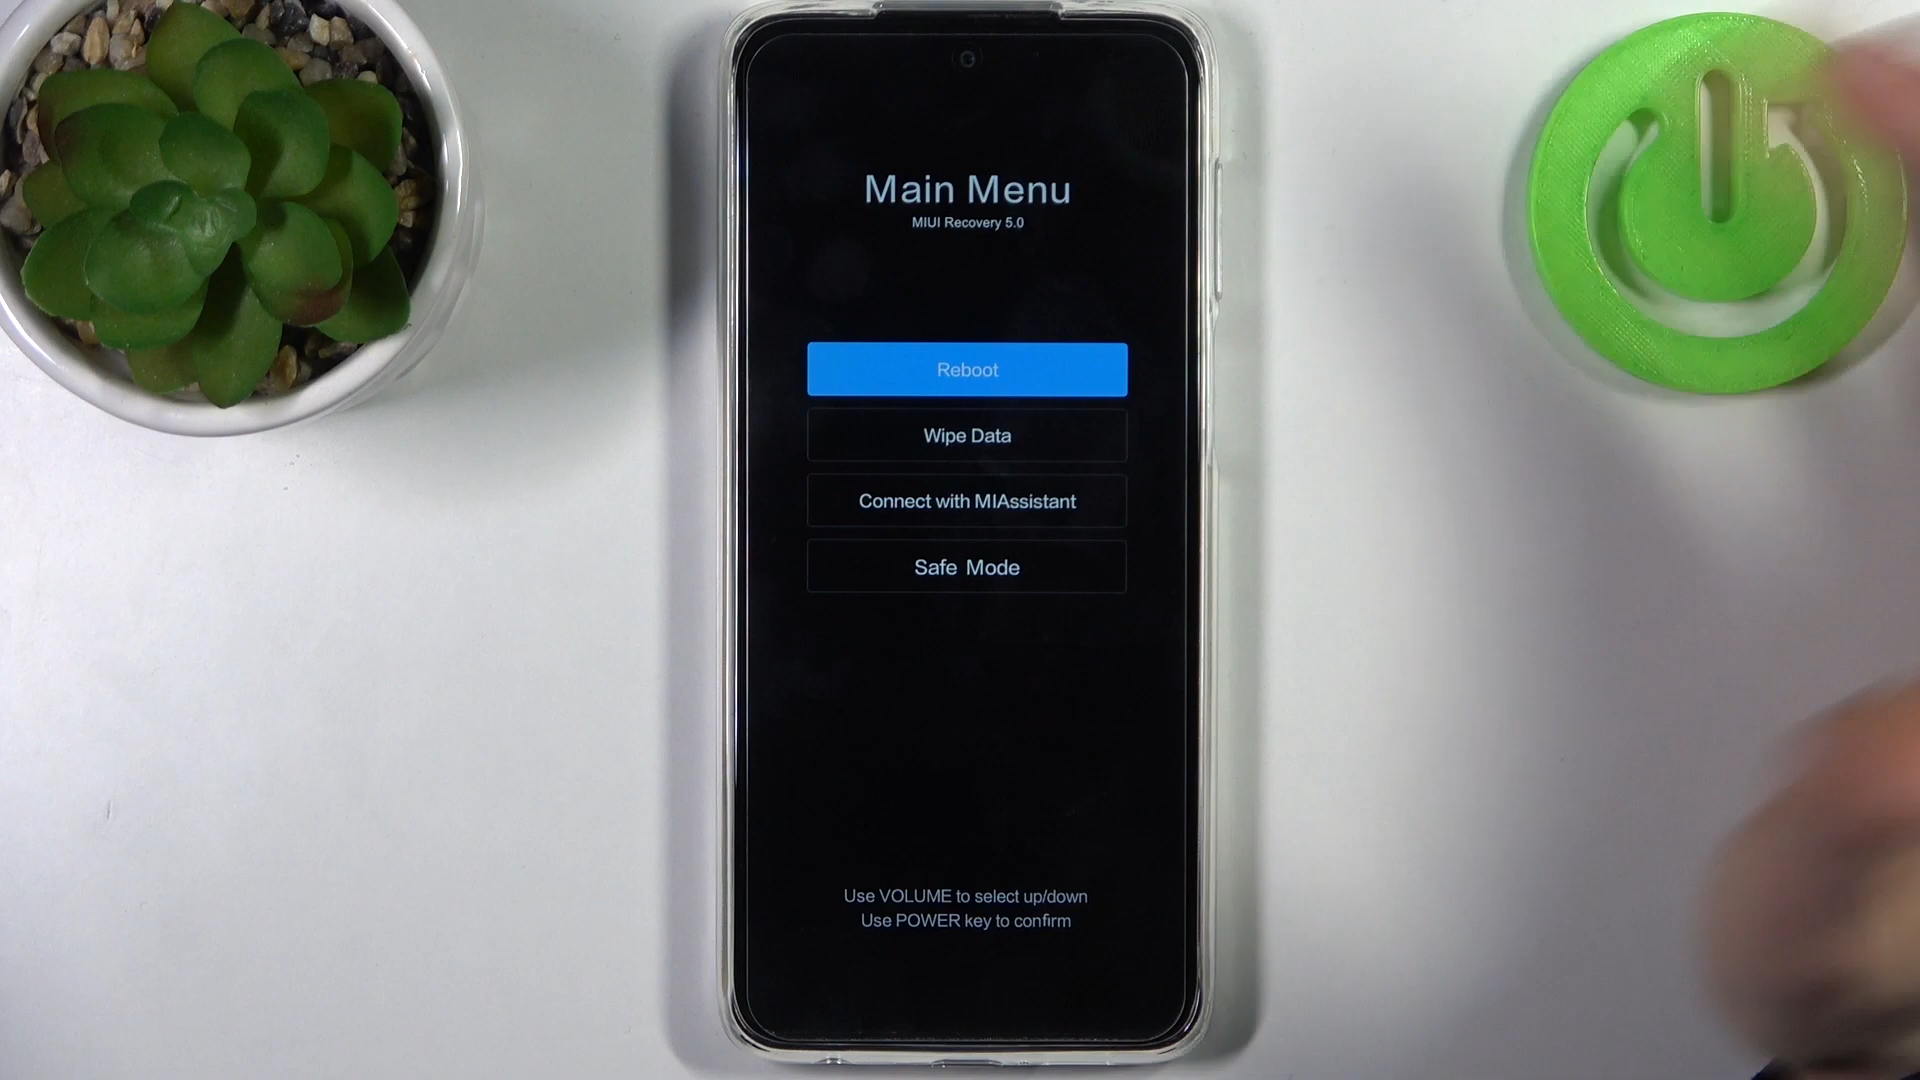 Main Menu
MIUI Recovery 5.0
Reboot
Wipe Data
Connect with MIAssistant
Safe Mode
Use VOLUME to select up/down
Use POWER key to confirm